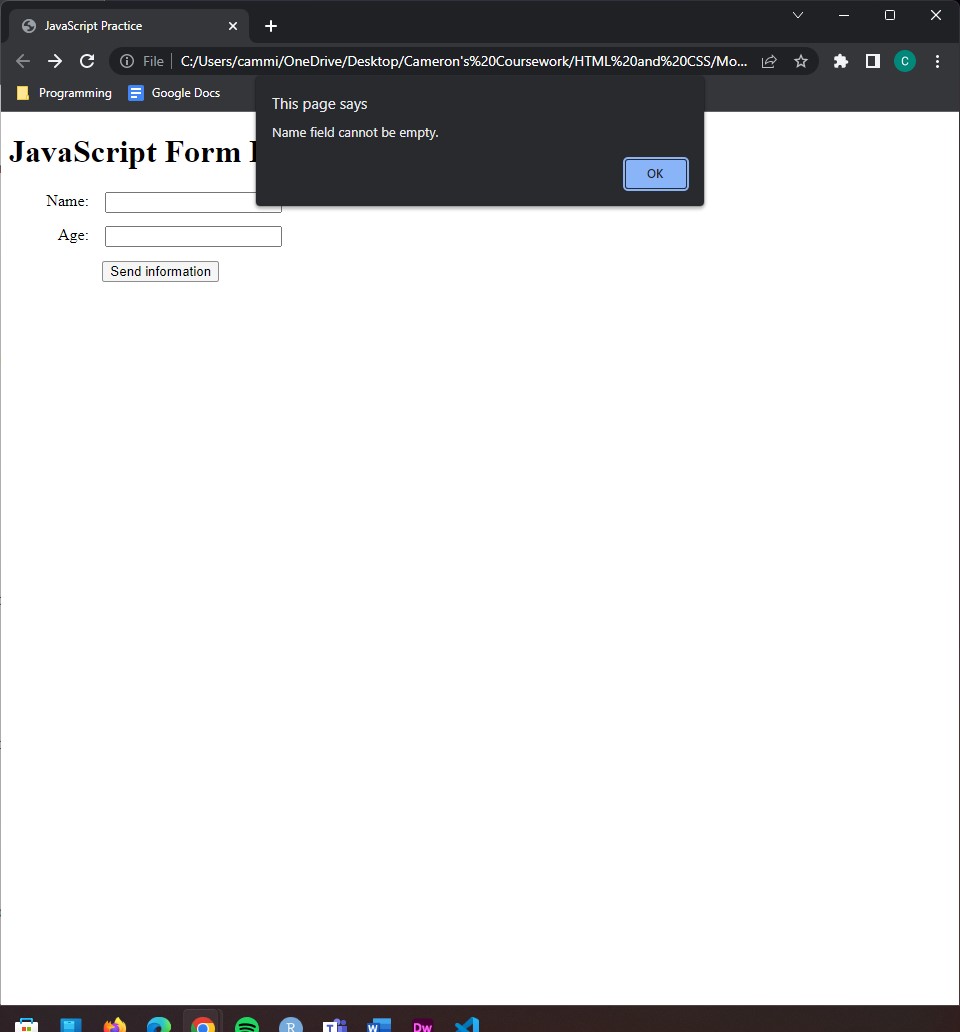 JavaScript Practice
File
C:/Users/cammi/OneDrive/Desktop/Cameron's%20Coursework/HTML%20and%20CSS/Mo...
C
Programming
Google Docs
This page says
Name field cannot be empty.
OK
JavaScript Form
Name:
Age:
Send information
R
T
W
Dw